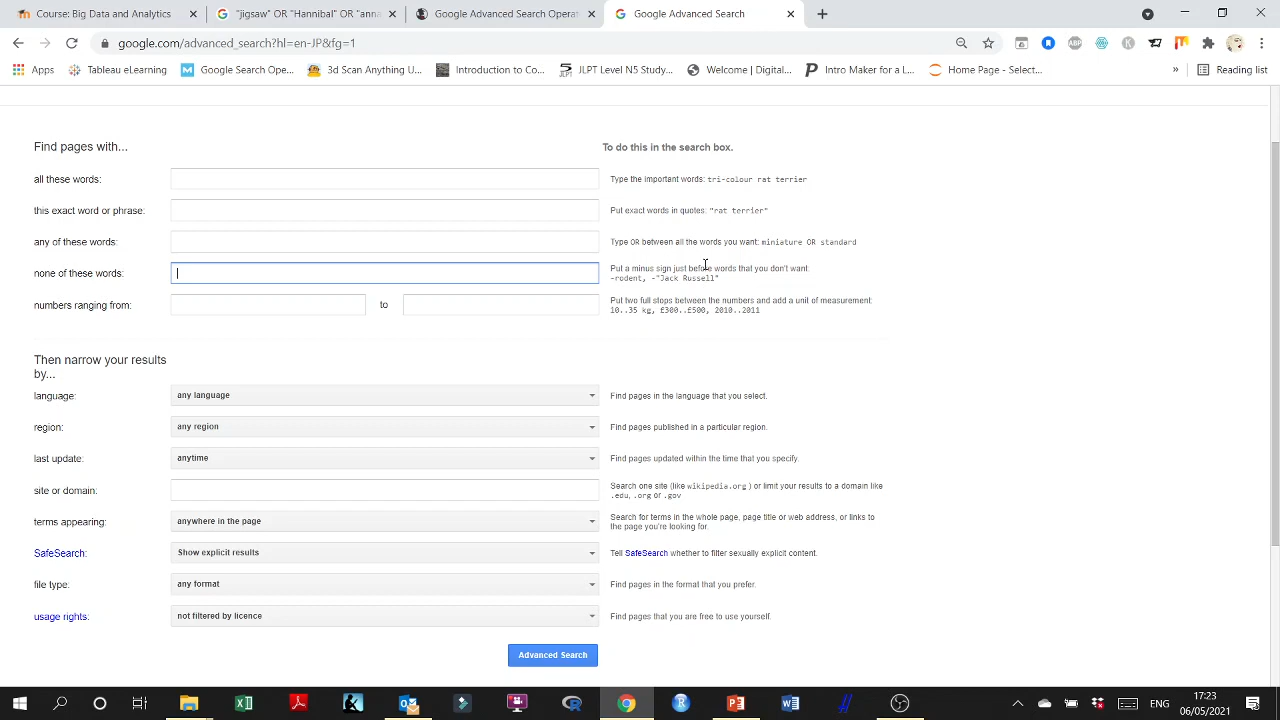 Course: Big Data and Analytics
"Jigsaw" OR "Hannibal" OR "anna
Google Advanced Search Operat
Google Advanced Search
google.com/advanced_search?hl=en-JP&fg=1
Apps
Tableau eLearning
Google Search Ope...
3d Scan Anything U...
Introduction to Co...
JLPT Level N5 Study...
Welcome | Digital...
Intro Maker for a L...
Home Page - Select...
»
Reading list
Find pages with...
To do this in the search box.
all these words:
Type the important words: tri-colour rat terrier
this exact word or phrase:
Put exact words in quotes: "rat terrier"
any of these words:
Type OR between all the words you want: miniature OR standard
none of these words:
Put a minus sign just before words that you don't want:
-rodent, -"Jack Russell"
numbers ranging from:
to
Put two full stops between the numbers and add a unit of measurement:
10..35 kg, £300..£500, 2010..2011
Then narrow your results
by...
language:
any language
Find pages in the language that you select.
region:
any region
Find pages published in a particular region.
last update:
anytime
Find pages updated within the time that you specify.
site or domain:
Search one site (like wikipedia.org ) or limit your results to a domain like
.edu, .org or .gov
terms appearing:
anywhere in the page
Search for terms in the whole page, page title or web address, or links to
the page you're looking for.
SafeSearch:
Show explicit results
Tell SafeSearch whether to filter sexually explicit content.
file type:
any format
Find pages in the format that you prefer.
usage rights:
not filtered by licence
Find pages that you are free to use yourself.
Advanced Search
ENG
17:23
06/05/2021